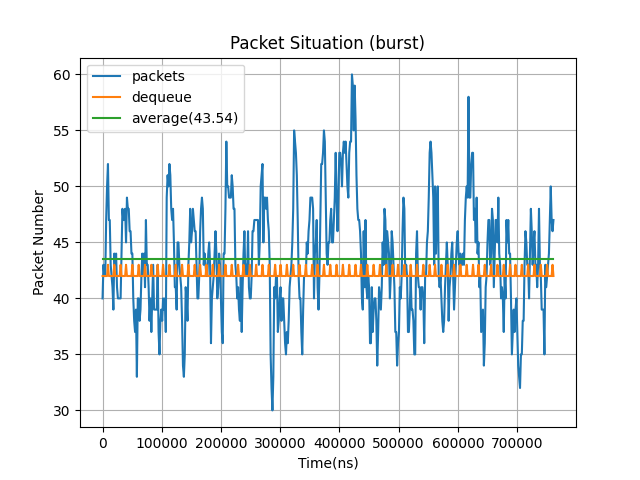 Packet Situation (burst)
packets
dequeue
average(43.54)
60
55
50
45
40
35
30
Packet Number
0 100000 200000 300000 400000 500000 600000 700000
Time(ns)